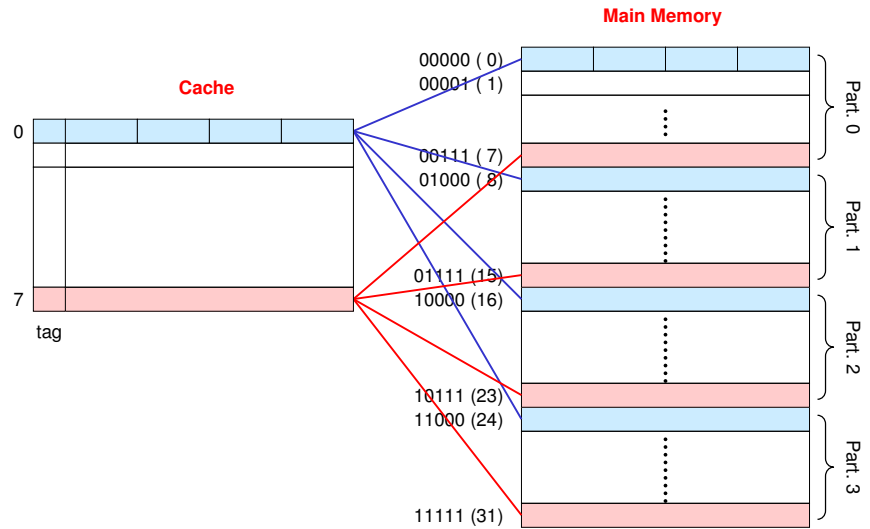 Main Memory
Cache
00000 ( 0)
00001 ( 1)
Part. 0
0
00111 ( 7)
01000 ( 8)
Part. 1
01111 (15)
10000 (16)
7
tag
Part. 2
10111 (23)
11000 (24)
Part. 3
11111 (31)